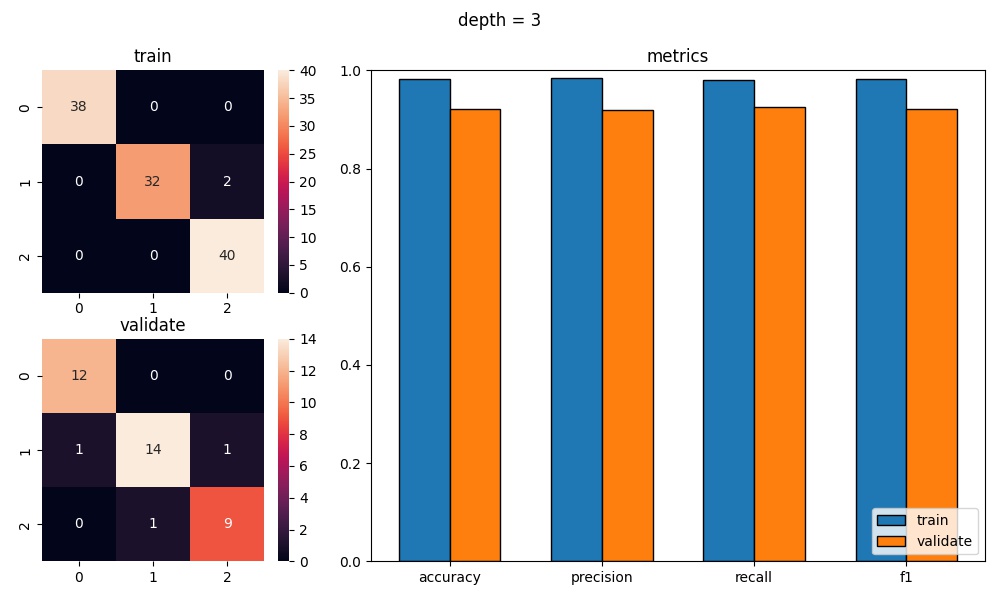 depth = 3
train
0 38 0 0
1 0 32 2
2 0 0 40
0 1 2
40
35
30
25
20
15
10
5
0
validate
0 12 0 0
1 1 14 1
2 0 1 9
0 1 2
14
12
10
8
6
4
2
0
metrics
1.0
0.8
0.6
0.4
0.2
0.0
accuracy precision recall f1
train
validate